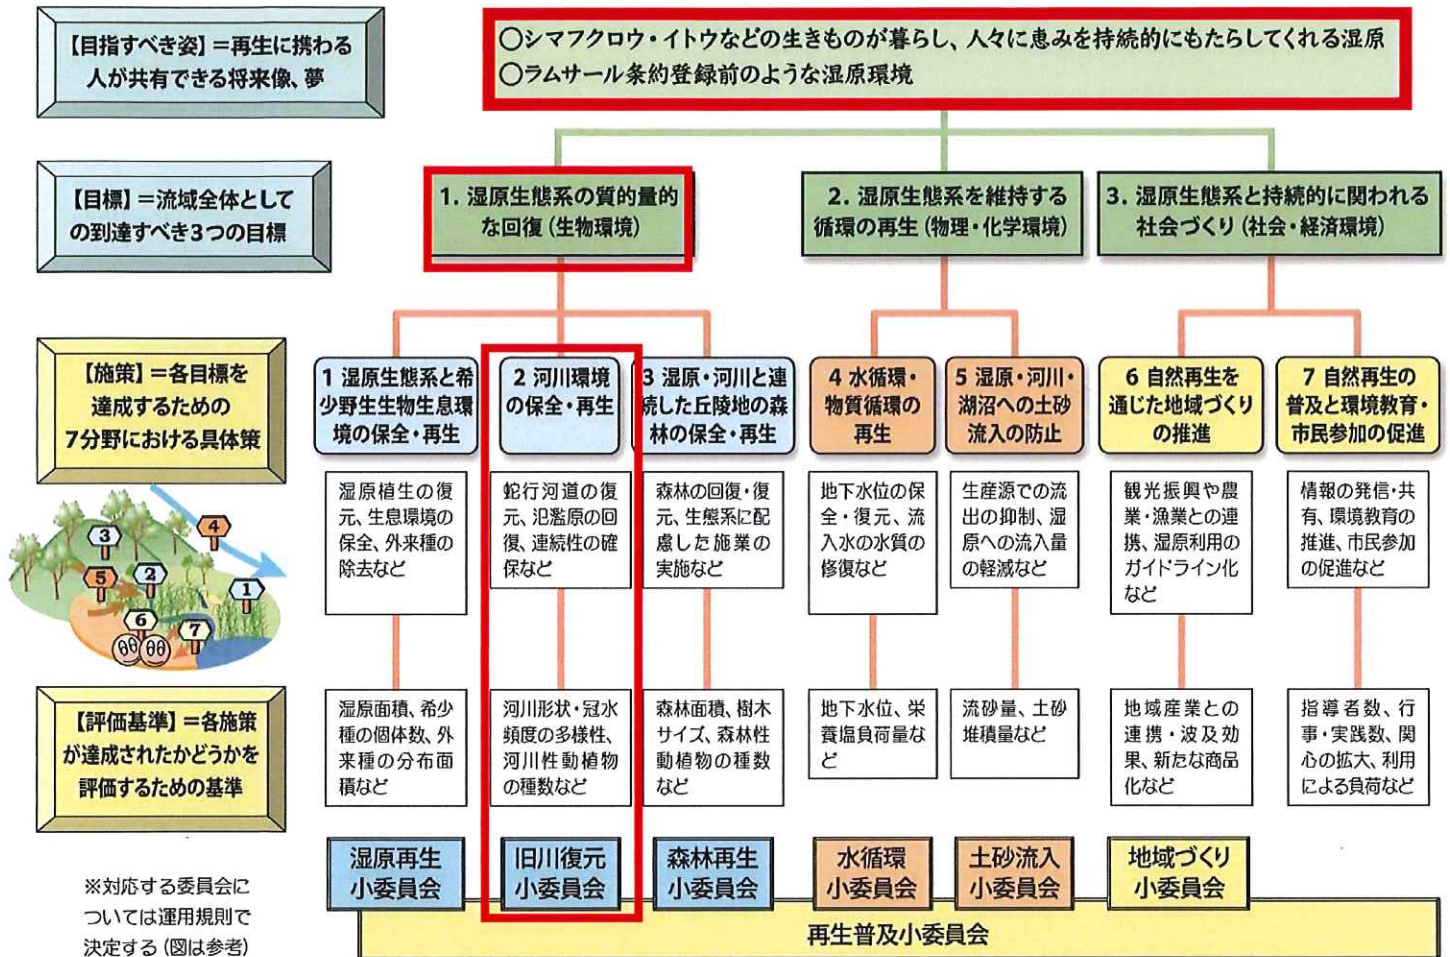 【目指すべき姿】=再生に携わる
人が共有できる将来像、夢
○シマフクロウ・イトウなどの生きものが暮らし、人々に恵みを持続的にもたらしてくれる湿原
○ラムサール条約登録前のような湿原環境
【目標】=流域全体として
の到達すべき3つの目標
1. 湿原生態系の質的量的
な回復(生物環境)
2. 湿原生態系を維持する
循環の再生(物理・化学環境)
3. 湿原生態系と持続的に関われる
社会づくり(社会・経済環境)
【施策】=各目標を
達成するための
7分野における具体策
1 湿原生態系と希
少野生生物生息環
境の保全・再生
2 河川環境
の保全・再生
3 湿原・河川と連
続した丘陵地の森
林の保全・再生
4 水循環・
物質循環の
再生
5 湿原・河川・
湖沼への土砂
流入の防止
6 自然再生を
通じた地域づくり
の推進
7 自然再生の
普及と環境教育・
市民参加の促進
湿原植生の復
元、生息環境の
保全、外来種の
除去など
蛇行河道の復
元、氾濫原の回
復、連続性の確
保など
森林の回復・復
元、生態系に配
慮した施業の
実施など
地下水位の保
全・復元、流
入水の水質の
修復など
生産源での流
出の抑制、湿
原への流入量
の軽減など
観光振興や農
業・漁業との連
携、湿原利用の
ガイドライン化
など
情報の発信・共
有、環境教育の
推進、市民参加
の促進など
3
4
5
2
1
6
7
【評価基準】=各施策
が達成されたかどうかを
評価するための基準
湿原面積、希少
種の個体数、外
来種の分布面
積など
河川形状・冠水
頻度の多様性、
河川性動植物
の種数など
森林面積、樹木
サイズ、森林性
動植物の種数
など
地下水位、栄
養塩負荷量な
ど
流砂量、土砂
堆積量など
地域産業との
連携・波及効
果、新たな商品
化など
指導者数、行
事・実践数、関
心の拡大、利用
による負荷など
湿原再生
小委員会
旧川復元
小委員会
森林再生
小委員会
水循環
小委員会
土砂流入
小委員会
地域づくり
小委員会
再生普及小委員会
※対応する委員会に
ついては運用規則で
決定する(図は参考)